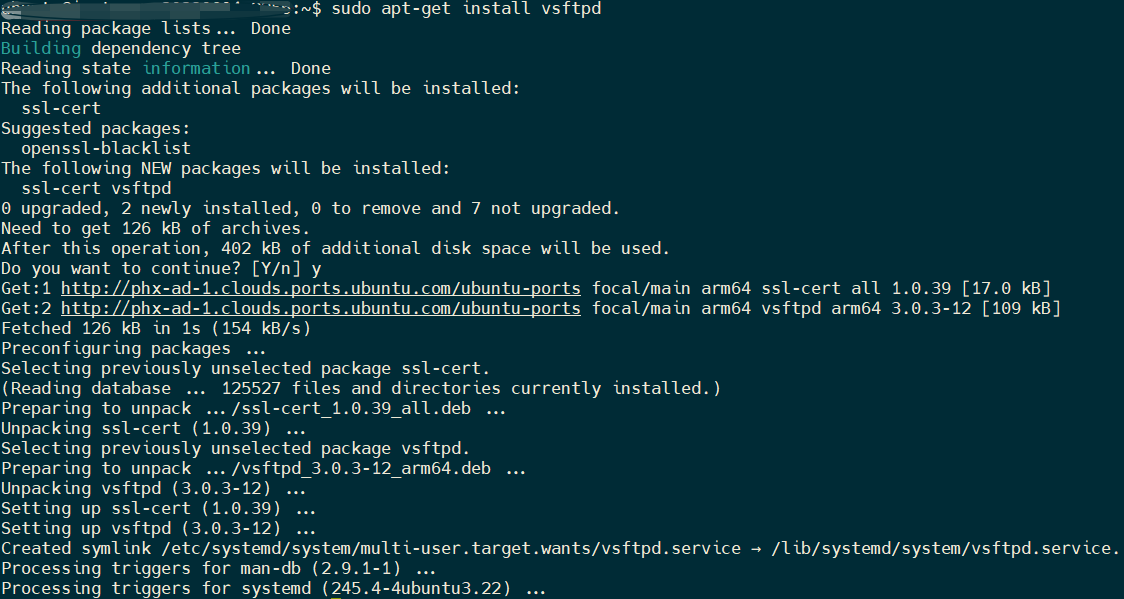 :~$ sudo apt-get install vsftpd
Reading package lists... Done
Building dependency tree
Reading state information... Done
The following additional packages will be installed:
  ssl-cert
Suggested packages:
  openssl-blacklist
The following NEW packages will be installed:
  ssl-cert vsftpd
0 upgraded, 2 newly installed, 0 to remove and 7 not upgraded.
Need to get 126 kB of archives.
After this operation, 402 kB of additional disk space will be used.
Do you want to continue? [Y/n] y
Get:1 http://phx-ad-1.clouds.ports.ubuntu.com/ubuntu-ports focal/main arm64 ssl-cert all 1.0.39 [17.0 kB]
Get:2 http://phx-ad-1.clouds.ports.ubuntu.com/ubuntu-ports focal/main arm64 vsftpd arm64 3.0.3-12 [109 kB]
Fetched 126 kB in 1s (154 kB/s)
Preconfiguring packages ...
Selecting previously unselected package ssl-cert.
(Reading database ... 125527 files and directories currently installed.)
Preparing to unpack .../ssl-cert_1.0.39_all.deb ...
Unpacking ssl-cert (1.0.39) ...
Selecting previously unselected package vsftpd.
Preparing to unpack .../vsftpd_3.0.3-12_arm64.deb ...
Unpacking vsftpd (3.0.3-12) ...
Setting up ssl-cert (1.0.39) ...
Setting up vsftpd (3.0.3-12) ...
Created symlink /etc/systemd/system/multi-user.target.wants/vsftpd.service → /lib/systemd/system/vsftpd.service.
Processing triggers for man-db (2.9.1-1) ...
Processing triggers for systemd (245.4-4ubuntu3.22) ...